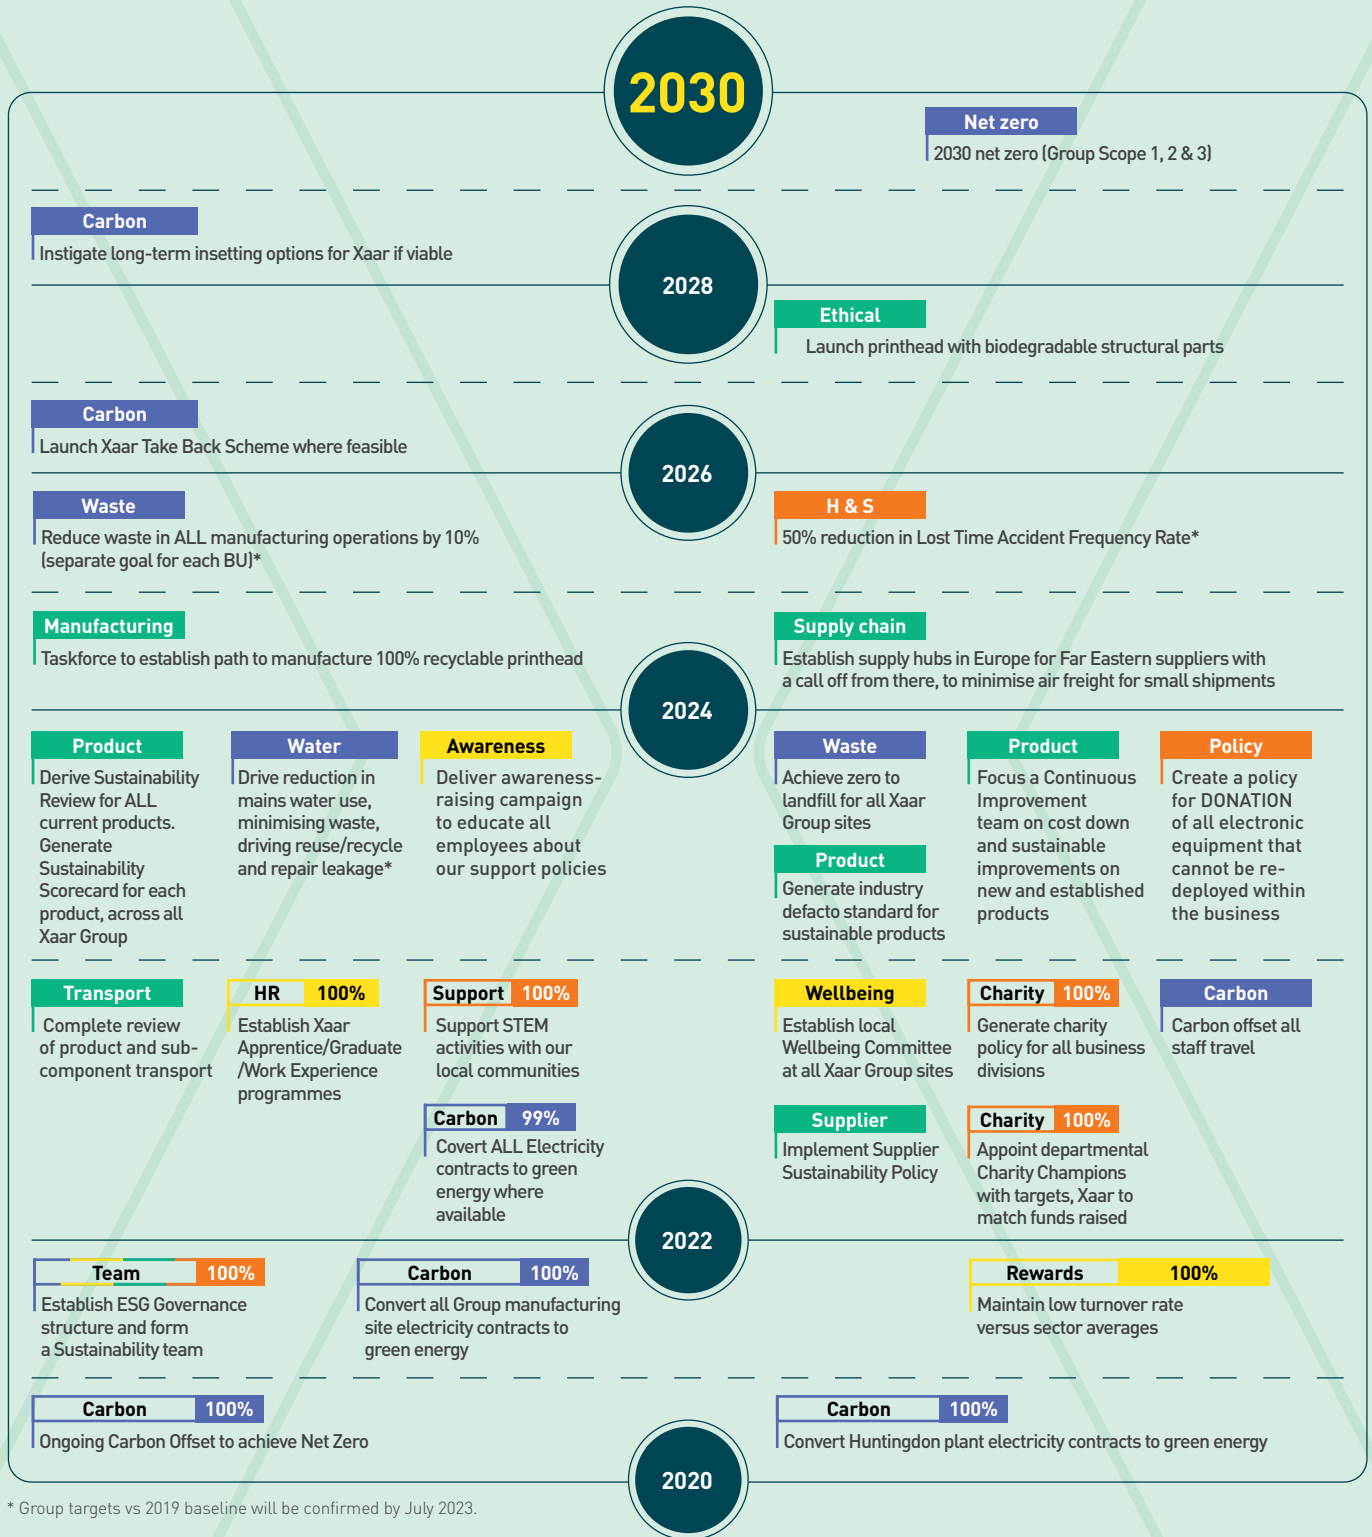 2030
Net zero
2030 net zero (Group Scope 1, 2 & 3)
Carbon
Instigate long-term insetting options for Xaar if viable
2028
Ethical
Launch printhead with biodegradable structural parts
Carbon
Launch Xaar Take Back Scheme where feasible
2026
Waste
Reduce waste in ALL manufacturing operations by 10%
(separate goal for each BU)*
H & S
50% reduction in Lost Time Accident Frequency Rate*
Manufacturing
Taskforce to establish path to manufacture 100% recyclable printhead
Supply chain
Establish supply hubs in Europe for Far Eastern suppliers with
a call off from there, to minimise air freight for small shipments
2024
Product
Derive Sustainability
Review for ALL
current products.
Generate
Sustainability
Scorecard for each
product, across all
Xaar Group
Water
Drive reduction in
mains water use,
minimising waste,
driving reuse/recycle
and repair leakage*
Awareness
Deliver awareness-
raising campaign
to educate all
employees about
our support policies
Waste
Achieve zero to
landfill for all Xaar
Group sites
Product
Generate industry
defacto standard for
sustainable products
Product
Focus a Continuous
Improvement
team on cost down
and sustainable
improvements on
new and established
products
Policy
Create a policy
for DONATION
of all electronic
equipment that
cannot be re-
deployed within
the business
Transport
Complete review
of product and sub-
component transport
HR 100%
Establish Xaar
Apprentice/Graduate
/Work Experience
programmes
Support 100%
Support STEM
activities with our
local communities
Carbon 99%
Covert ALL Electricity
contracts to green
energy where
available
Wellbeing
Establish local
Wellbeing Committee
at all Xaar Group sites
Supplier
Implement Supplier
Sustainability Policy
Charity 100%
Generate charity
policy for all business
divisions
Charity 100%
Appoint departmental
Charity Champions
with targets, Xaar to
match funds raised
Carbon
Carbon offset all
staff travel
2022
Team 100%
Establish ESG Governance
structure and form
a Sustainability team
Carbon 100%
Convert all Group manufacturing
site electricity contracts to
green energy
Rewards 100%
Maintain low turnover rate
versus sector averages
Carbon 100%
Ongoing Carbon Offset to achieve Net Zero
Carbon 100%
Convert Huntingdon plant electricity contracts to green energy
2020
* Group targets vs 2019 baseline will be confirmed by July 2023.